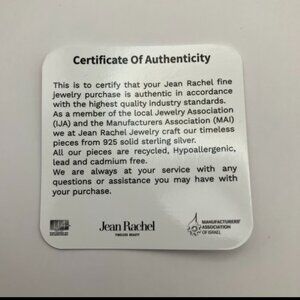 Certificate Of Authenticity
This is to certify that your Jean Rachel fine
jewelry purchase is authentic in accordance
with the highest quality industry standards.
As a member of the local Jewelry Association
(IJA) and the Manufacturers Association (MAI)
we at Jean Rachel Jewelry craft our timeless
pieces from 925 solid sterling silver.
All our pieces are recycled, Hypoallergenic,
lead and cadmium free.
We are always at your service with any
questions or assistance you may have with
your purchase.
Jean Rachel
TIMELESS BEAUTY
MANUFACTURERS'
ASSOCIATION
OF ISRAEL